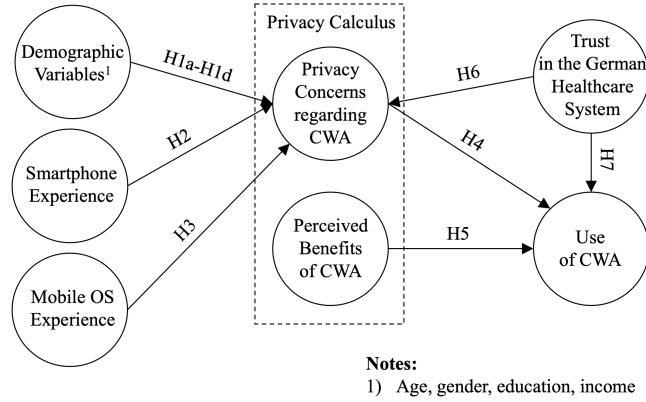 Privacy Calculus
Demographic
Variables1
H1a-H1d
Privacy
Concerns
regarding
CWA
H6
Trust
in the German
Healthcare
System
H2
H4
H7
Smartphone
Experience
H3
Perceived
Benefits
of CWA
H5
Use
of CWA
Mobile OS
Experience
Notes:
1) Age, gender, education, income